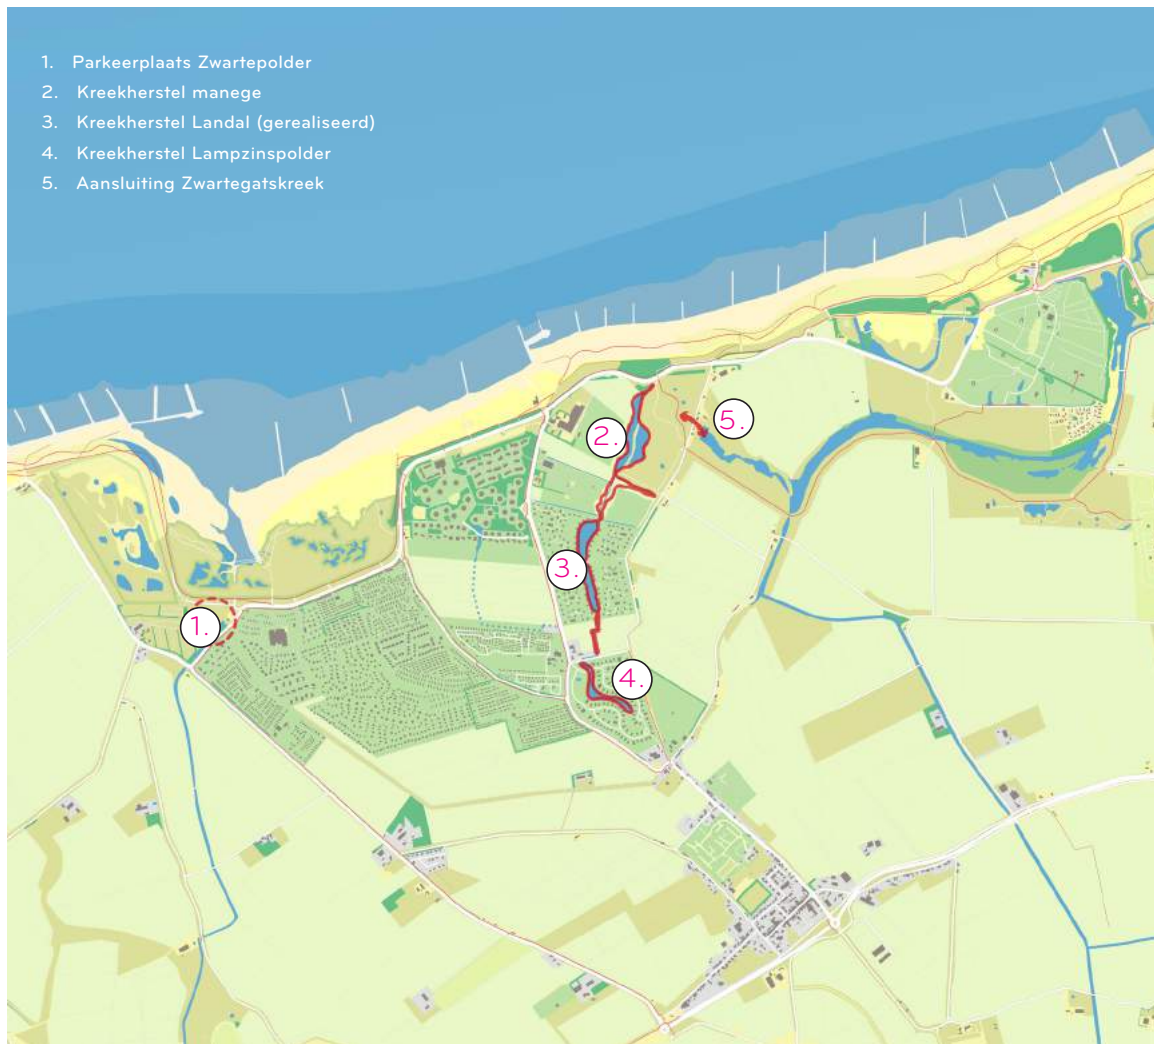 1. Parkeerplaats Zwartepolder
2. Kreekherstel manege
3. Kreekherstel Landal (gerealiseerd)
4. Kreekherstel Lampzinspolder
5. Aansluiting Zwartegatskreek
5.
2.
3.
1.
4.